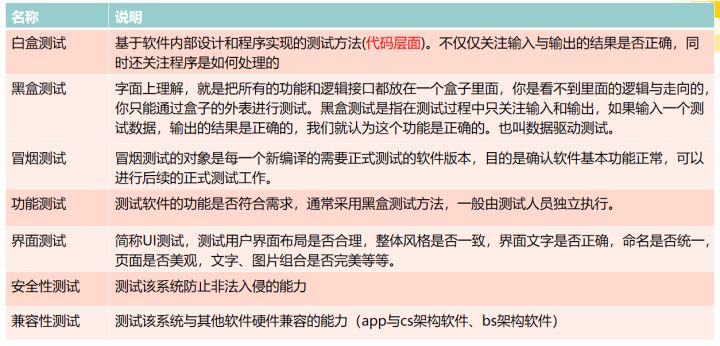 名称 说明
白盒测试 基于软件内部设计和程序实现的测试方法(代码层面)。不仅仅关注输入与输出的结果是否正确，同
时还关注程序是如何处理的
黑盒测试 字面上理解，就是把所有的功能和逻辑接口都放在一个盒子里面，你是看不到里面的逻辑与走向的，
你只能通过盒子的外表进行测试。黑盒测试是指在测试过程中只关注输入和输出，如果输入一个测
试数据，输出的结果是正确的，我们就认为这个功能是正确的。也叫数据驱动测试。
冒烟测试 冒烟测试的对象是每一个新编译的需要正式测试的软件版本，目的是确认软件基本功能正常，可以
进行后续的正式测试工作。
功能测试 测试软件的功能是否符合需求，通常采用黑盒测试方法，一般由测试人员独立执行。
界面测试 简称UI测试，测试用户界面布局是否合理，整体风格是否一致，界面文字是否正确，命名是否统一，
页面是否美观，文字、图片组合是否完美等等。
安全性测试 测试该系统防止非法入侵的能力
兼容性测试 测试该系统与其他软件硬件兼容的能力（app与cs架构软件、bs架构软件）